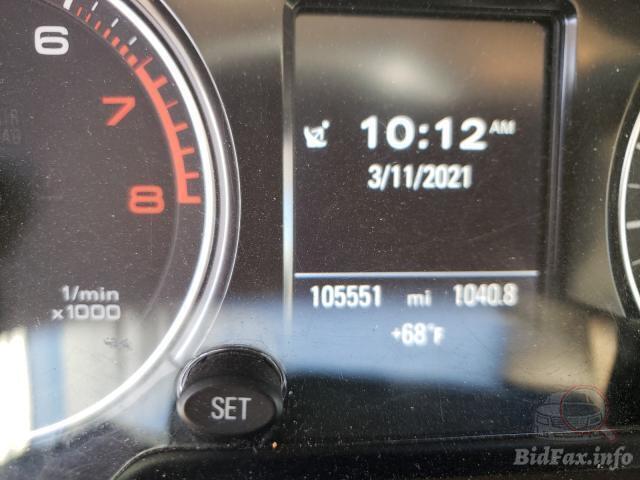 6
7
8
1/min
x1000
10:12 AM
3/11/2021
105551 mi 1040.8
+68°F
SET
BidFax.info